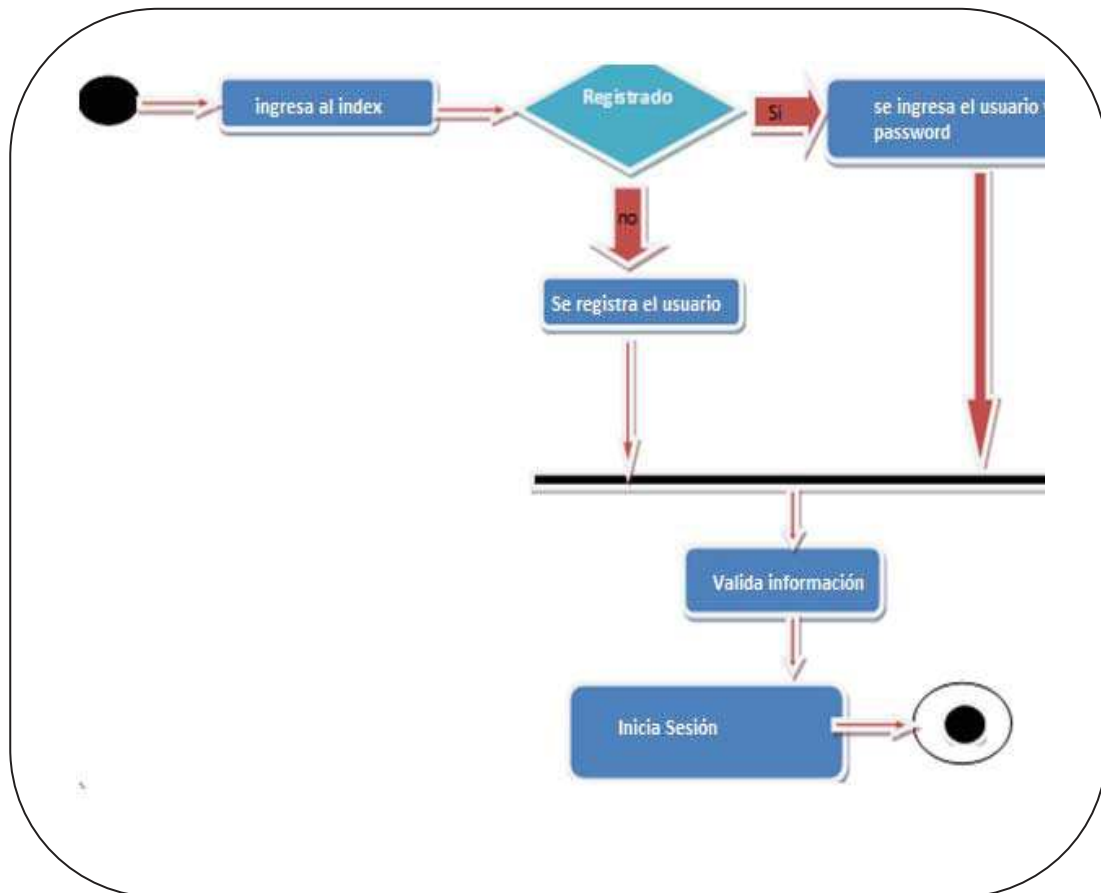 ingresa al index
Registrado
Si
se ingresa el usuario
password
no
Se registra el usuario
Valida información
Inicia Sesión